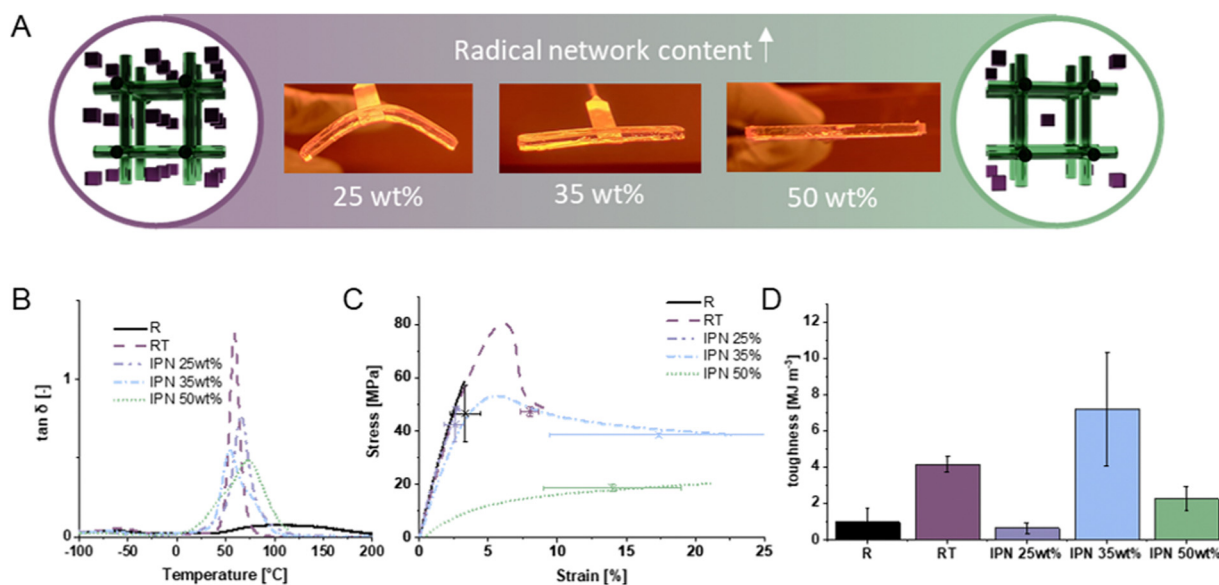 A
Radical network content
25 wt%
35 wt%
50 wt%
B
R
RT
IPN 25wt%
IPN 35wt%
IPN 50wt%
tan δ [-]
1
0
-100
-50
0
50
100
150
200
Temperature [°C]
C
R
RT
IPN 25%
IPN 35%
IPN 50%
Stress [MPa]
80
60
40
20
0
0
5
10
15
20
25
Strain [%]
D
toughness [MJ m⁻³]
12
10
8
6
4
2
0
R
RT
IPN 25wt%
IPN 35wt%
IPN 50wt%